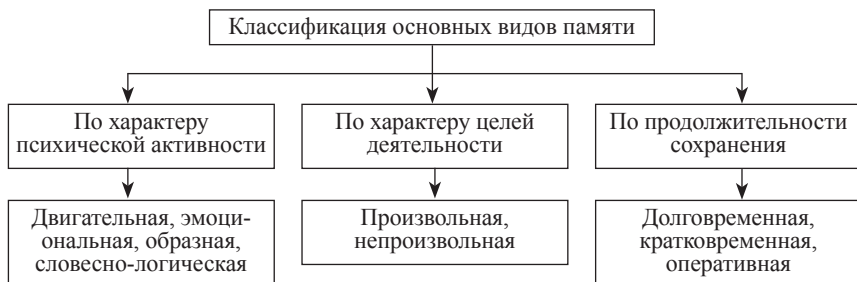 Классификация основных видов памяти
По характеру
психической активности
По характеру целей
деятельности
По продолжительности
сохранения
Двигательная, эмоци-
ональная, образная,
словесно-логическая
Произвольная,
непроизвольная
Долговременная,
кратковременная,
оперативная